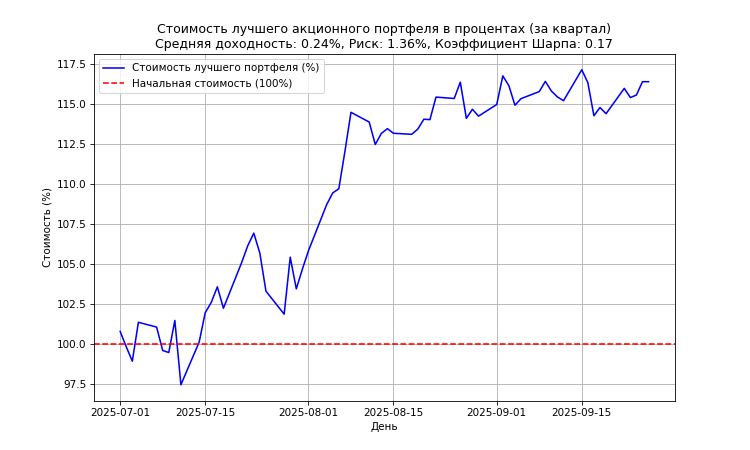 Стоимость лучшего акционного портфеля в процентах (за квартал)
Средняя доходность: 0.24%, Риск: 1.36%, Коэффициент Шарпа: 0.17
Стоимость лучшего портфеля (%)
Начальная стоимость (100%)
Стоимость (%)
117.5
115.0
112.5
110.0
107.5
105.0
102.5
100.0
97.5
2025-07-01
2025-07-15
2025-08-01
2025-08-15
2025-09-01
2025-09-15
День